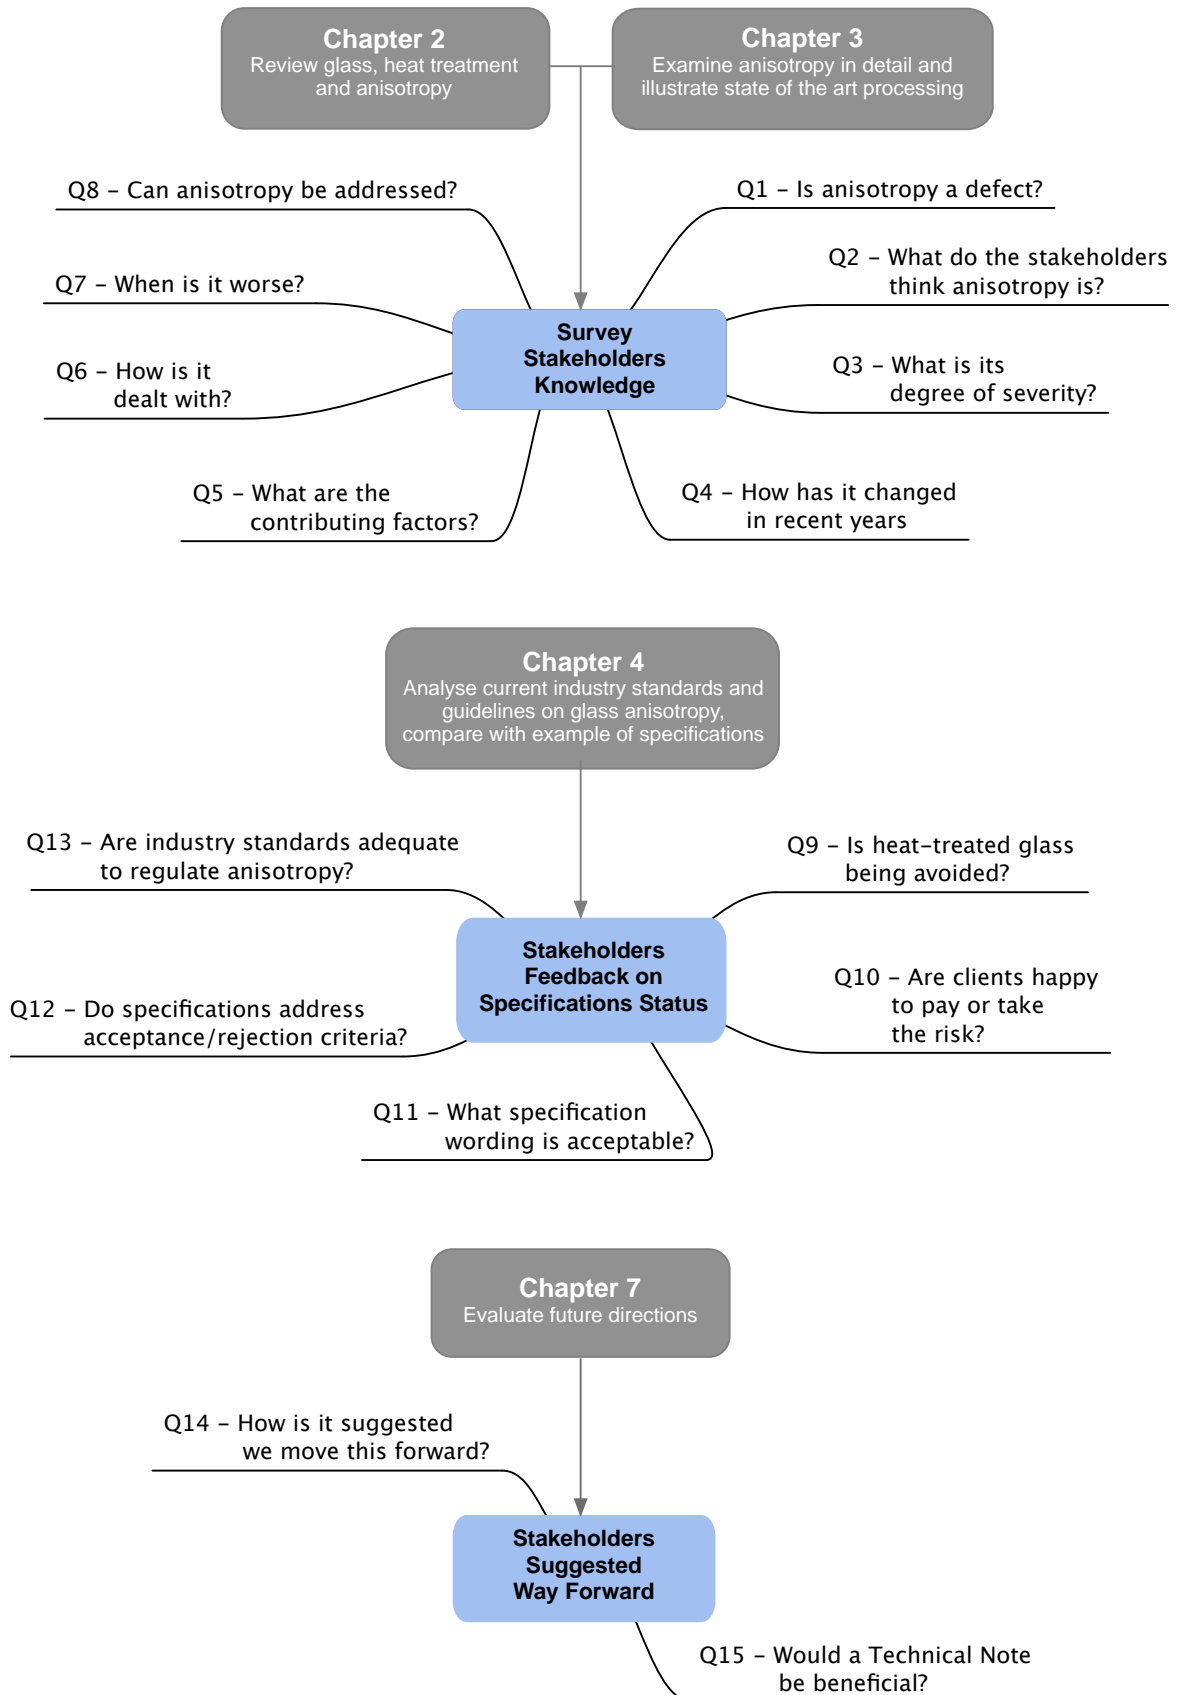 Chapter 2
Review glass, heat treatment
and anisotropy
Chapter 3
Examine anisotropy in detail and
illustrate state of the art processing
Q8 – Can anisotropy be addressed?
Q1 – Is anisotropy a defect?
Q7 – When is it worse?
Q2 – What do the stakeholders
think anisotropy is?
Survey
Stakeholders
Knowledge
Q6 – How is it
dealt with?
Q3 – What is its
degree of severity?
Q5 – What are the
contributing factors?
Q4 – How has it changed
in recent years
Chapter 4
Analyse current industry standards and
guidelines on glass anisotropy,
compare with example of specifications
Q13 – Are industry standards adequate
to regulate anisotropy?
Q9 – Is heat-treated glass
being avoided?
Stakeholders
Feedback on
Specifications Status
Q12 – Do specifications address
acceptance/rejection criteria?
Q10 – Are clients happy
to pay or take
the risk?
Q11 – What specification
wording is acceptable?
Chapter 7
Evaluate future directions
Q14 – How is it suggested
we move this forward?
Stakeholders
Suggested
Way Forward
Q15 – Would a Technical Note
be beneficial?